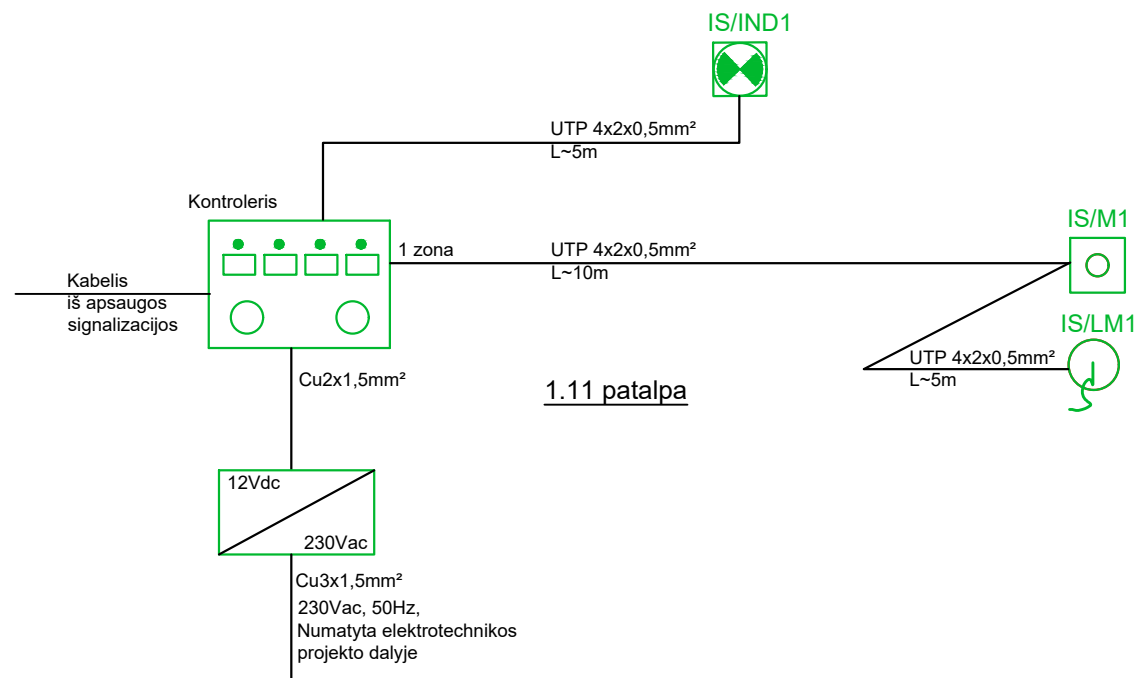 IS/IND1
UTP 4x2x0,5mm²
L~5m
Kontroleris
1 zona
UTP 4x2x0,5mm²
L~10m
IS/M1
Kabelis
iš apsaugos
signalizacijos
IS/LM1
UTP 4x2x0,5mm²
L~5m
Cu2x1,5mm²
1.11 patalpa
12Vdc
230Vac
Cu3x1,5mm²
230Vac, 50Hz,
Numatyta elektrotechnikos
projekto dalyje